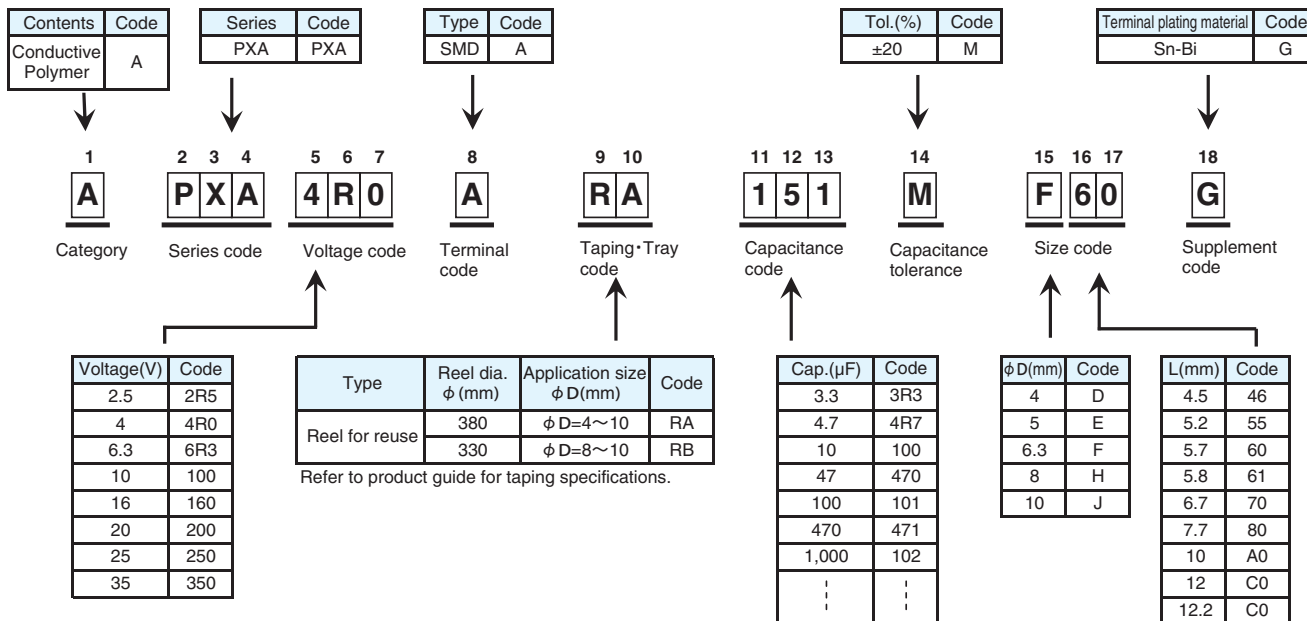 Contents Code
Conductive Polymer A
Series Code
PXA PXA
Type Code
SMD A
Tol.(%) Code
±20 M
Terminal plating material Code
Sn-Bi G
1 2 3 4 5 6 7 8 9 10 11 12 13 14 15 16 17 18
A P X A 4 R 0 A R A 1 5 1 M F 6 0 G
Category
Series code
Voltage code
Terminal
code
Taping・Tray
code
Capacitance
code
Capacitance
tolerance
Size code
Supplement
code
Voltage(V) Code
2.5 2R5
4 4R0
6.3 6R3
10 100
16 160
20 200
25 250
35 350
Type Reel dia. φ(mm) Application size φD(mm) Code
Reel for reuse 380 φD=4～10 RA
330 φD=8～10 RB
Refer to product guide for taping specifications.
Cap.(µF) Code
3.3 3R3
4.7 4R7
10 100
47 470
100 101
470 471
1,000 102
φD(mm) Code
4 D
5 E
6.3 F
8 H
10 J
L(mm) Code
4.5 46
5.2 55
5.7 60
5.8 61
6.7 70
7.7 80
10 A0
12 C0
12.2 C0